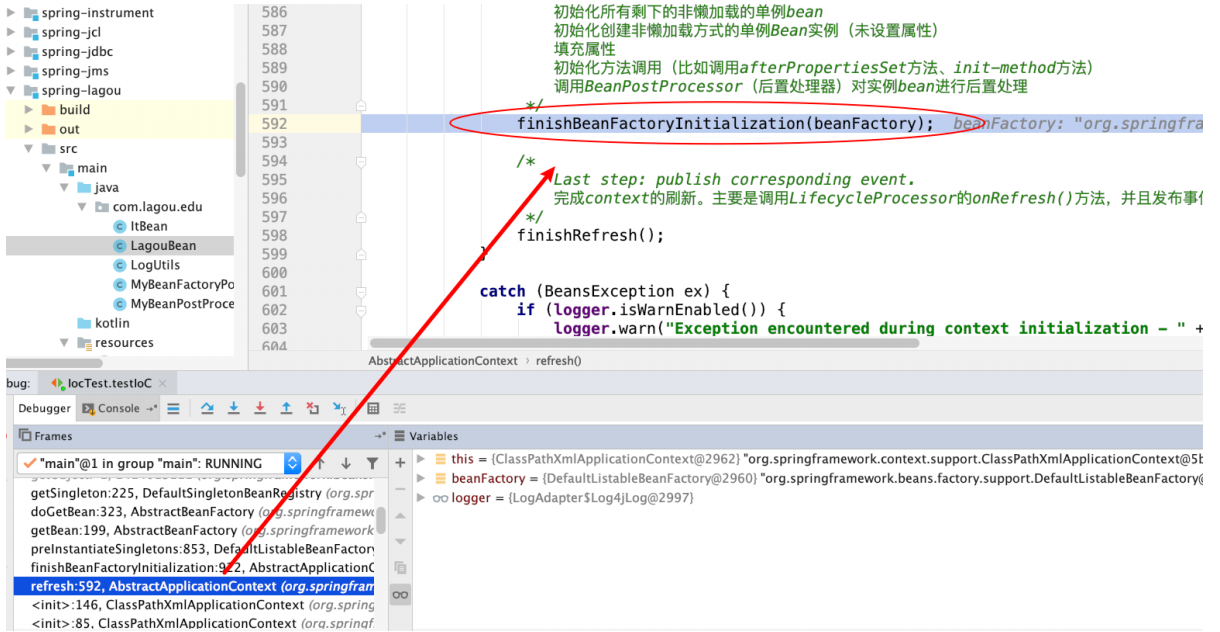 spring-instrument
spring-jcl
spring-jdbc
spring-jms
spring-lagou
build
out
src
main
java
com.lagou.edu
ItBean
LagouBean
LogUtils
MyBeanFactoryPo
MyBeanPostProce
kotlin
resources
586 初始化所有剩下的非懒加载的单例bean
587 初始化创建非懒加载方式的单例Bean实例（未设置属性）
588 填充属性
589 初始化方法调用（比如调用afterPropertiesSet方法、init-method方法）
590 调用BeanPostProcessor（后置处理器）对实例bean进行后置处理
591 */
592 finishBeanFactoryInitialization(beanFactory); beanFactory: "org.springfra
593
594 /*
595 Last step: publish corresponding event.
596 完成context的刷新。主要是调用LifecycleProcessor的onRefresh()方法，并且发布事件
597 */
598 finishRefresh();
599 }
600
601 catch (BeansException ex) {
602 if (logger.isWarnEnabled()) {
603 logger.warn("Exception encountered during context initialization - " +
604
AbstractApplicationContext › refresh()
bug: IocTest.testIoC ×
Debugger Console
Frames
"main"@1 in group "main": RUNNING
getSingleton:225, DefaultSingletonBeanRegistry (org.spr
doGetBean:323, AbstractBeanFactory (org.springframewo
getBean:199, AbstractBeanFactory (org.springframework
preInstantiateSingletons:853, DefaultListableBeanFactory
finishBeanFactoryInitialization:922, AbstractApplicationC
refresh:592, AbstractApplicationContext (org.springfram
<init>:146, ClassPathXmlApplicationContext (org.spring
<init>:85, ClassPathXmlApplicationContext (org.springf
Variables
this = {ClassPathXmlApplicationContext@2962} "org.springframework.context.support.ClassPathXmlApplicationContext@5b
beanFactory = {DefaultListableBeanFactory@2960} "org.springframework.beans.factory.support.DefaultListableBeanFactory@
logger = {LogAdapter$Log4jLog@2997}